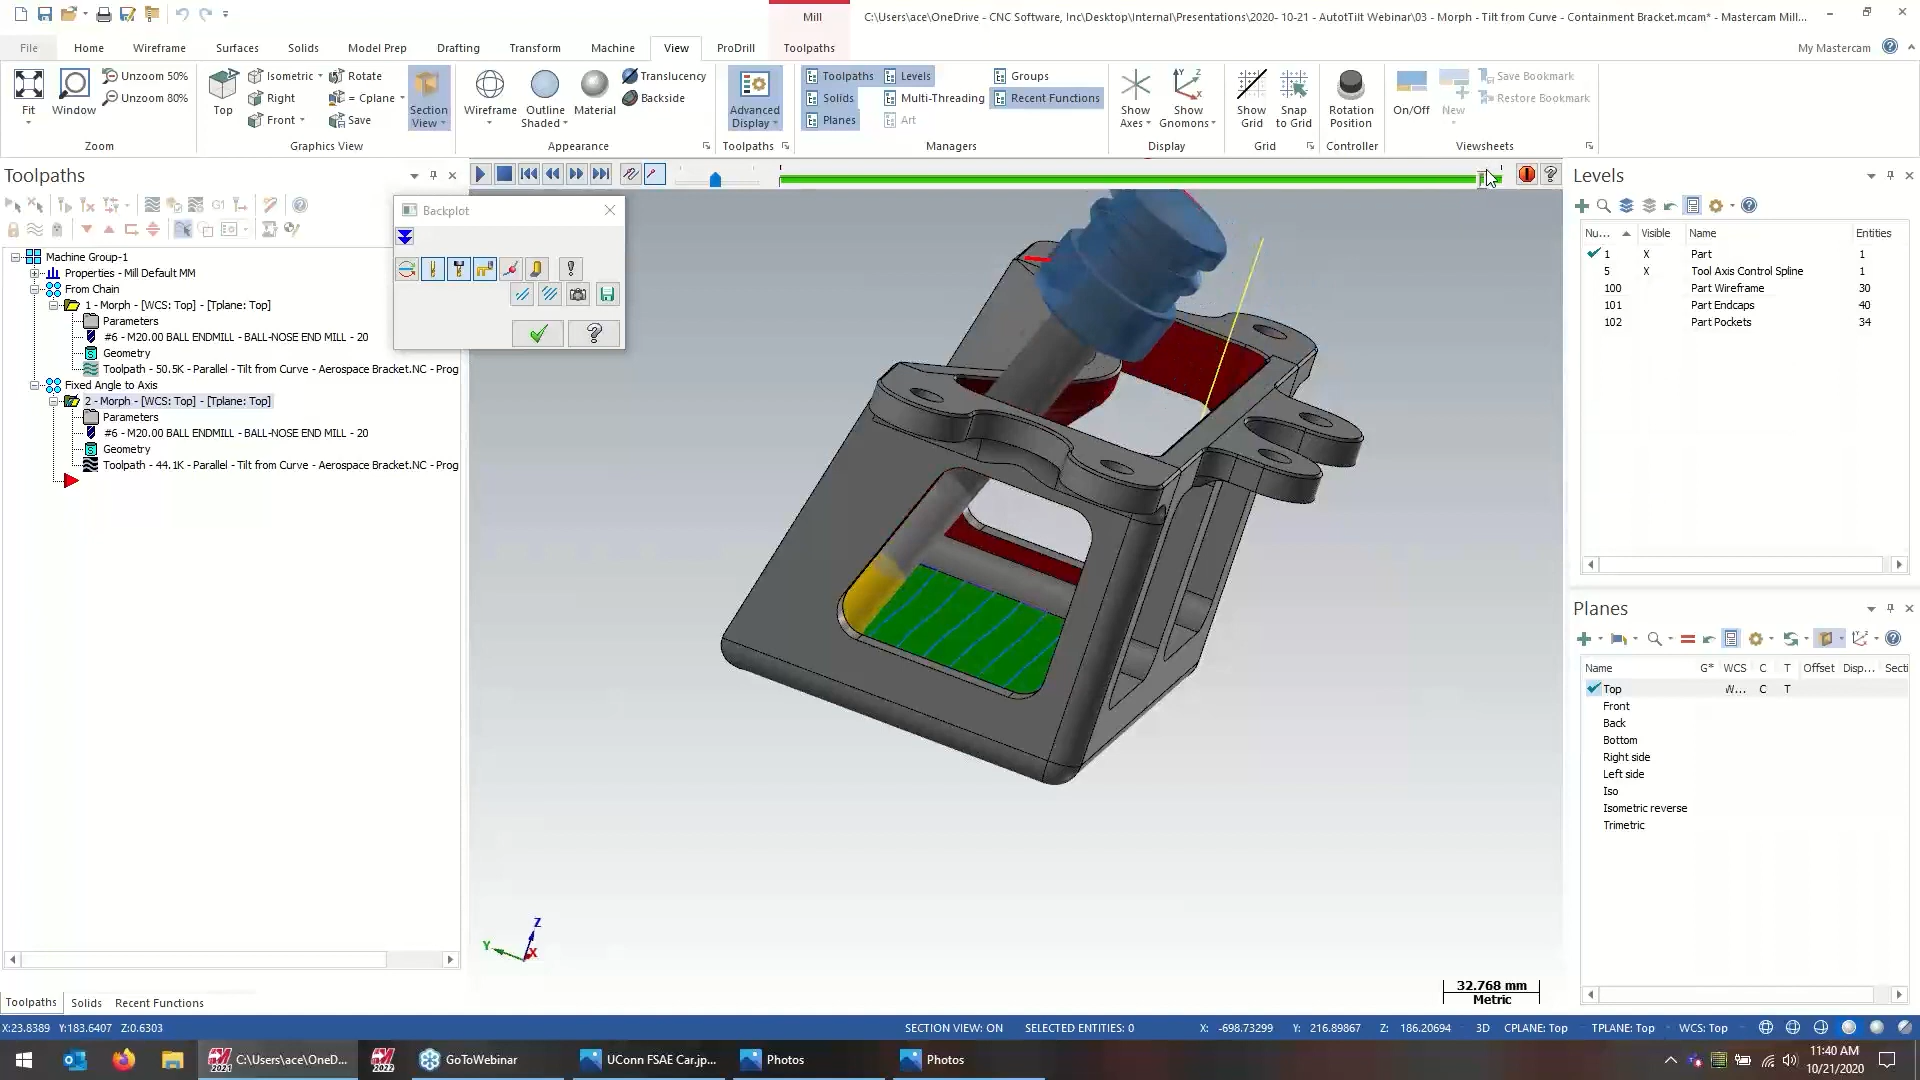 Mill
C:\Users\ace\OneDrive - CNC Software, Inc\Desktop\Internal\Presentations\2020- 10-21 - AutotTilt Webinar\03 - Morph - Tilt from Curve - Containment Bracket.mcam* - Mastercam Mill...
File Home Wireframe Surfaces Solids Model Prep Drafting Transform Machine View ProDrill Toolpaths My Mastercam
Fit Window Unzoom 50% Unzoom 80%
Top Isometric Right Front Rotate = Cplane Save Section View
Wireframe Outline Shaded Material Translucency Backside
Advanced Display
Toolpaths Solids Planes Levels Multi-Threading Art Groups Recent Functions
Show Axes Show Gnomons Show Grid Snap to Grid Rotation Position On/Off New Save Bookmark Restore Bookmark
Zoom Graphics View Appearance Toolpaths Managers Display Grid Controller Viewsheets
Toolpaths
G1
Machine Group-1
Properties - Mill Default MM
From Chain
1 - Morph - [WCS: Top] - [Tplane: Top]
Parameters
#6 - M20.00 BALL ENDMILL - BALL-NOSE END MILL - 20
Geometry
Toolpath - 50.5K - Parallel - Tilt from Curve - Aerospace Bracket.NC - Prog
Fixed Angle to Axis
2 - Morph - [WCS: Top] - [Tplane: Top]
Parameters
#6 - M20.00 BALL ENDMILL - BALL-NOSE END MILL - 20
Geometry
Toolpath - 44.1K - Parallel - Tilt from Curve - Aerospace Bracket.NC - Prog
Toolpaths Solids Recent Functions
Backplot
Z
Y
X
32.768 mm
Metric
Levels
Nu... Visible Name Entities
1 X Part 1
5 X Tool Axis Control Spline 1
100 Part Wireframe 30
101 Part Endcaps 40
102 Part Pockets 34
Planes
Name G* WCS C T Offset Disp... Secti
Top W... C T
Front
Back
Bottom
Right side
Left side
Iso
Isometric reverse
Trimetric
X:23.8389 Y:183.6407 Z:0.6303 SECTION VIEW: ON SELECTED ENTITIES: 0 X: -698.73299 Y: 216.89867 Z: 186.20694 3D CPLANE: Top TPLANE: Top WCS: Top
2021 C:\Users\ace\OneD... 2022 GoToWebinar UConn FSAE Car.jp... Photos Photos
11:40 AM
10/21/2020